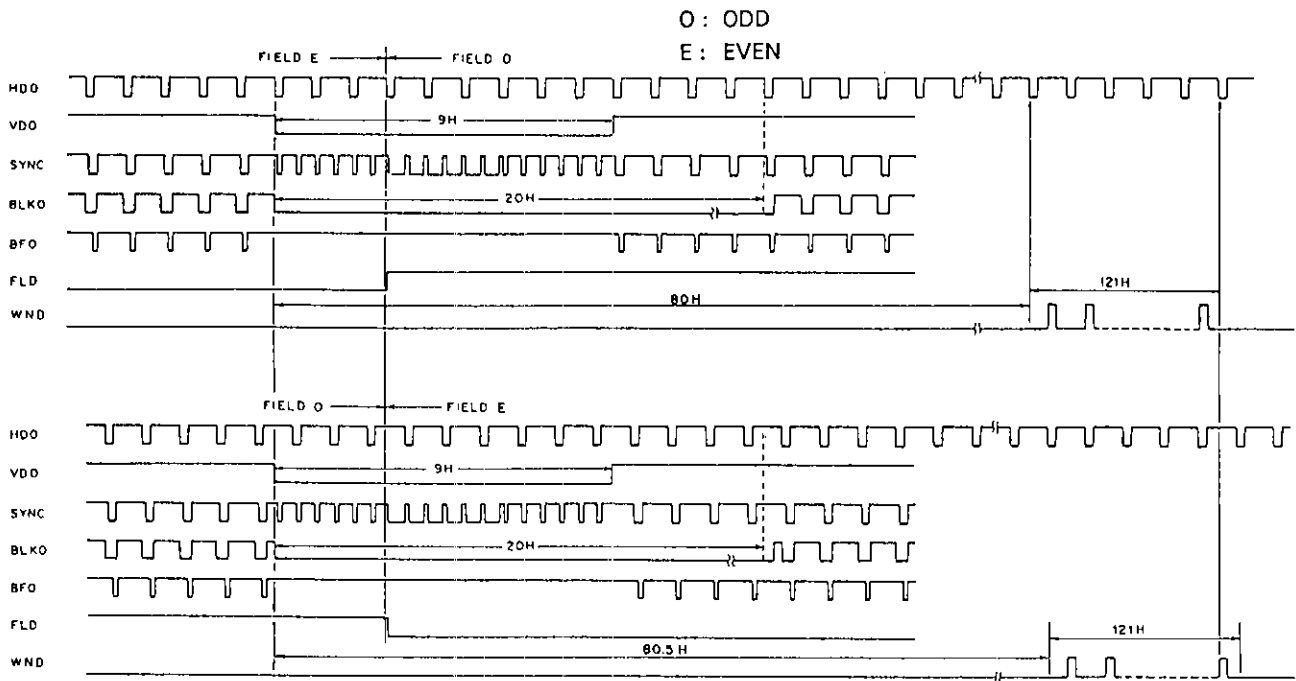 O : ODD
E : EVEN
FIELD E
FIELD O
HDO
VDO
9H
SYNC
BLKO
20H
BFO
FLD
80H
121H
WND
FIELD O
FIELD E
HDO
VDO
9H
SYNC
BLKO
20H
BFO
FLD
80.5H
121H
WND